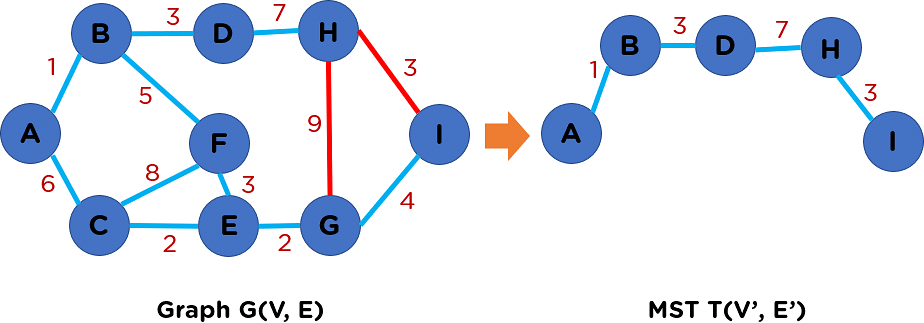 B 3 D 7 H
1 5 3
A F 9 I
6 8 3 4
C 2 E 2 G
B 3 D 7 H
1 3
A I
Graph G(V, E)
MST T(V’, E’)